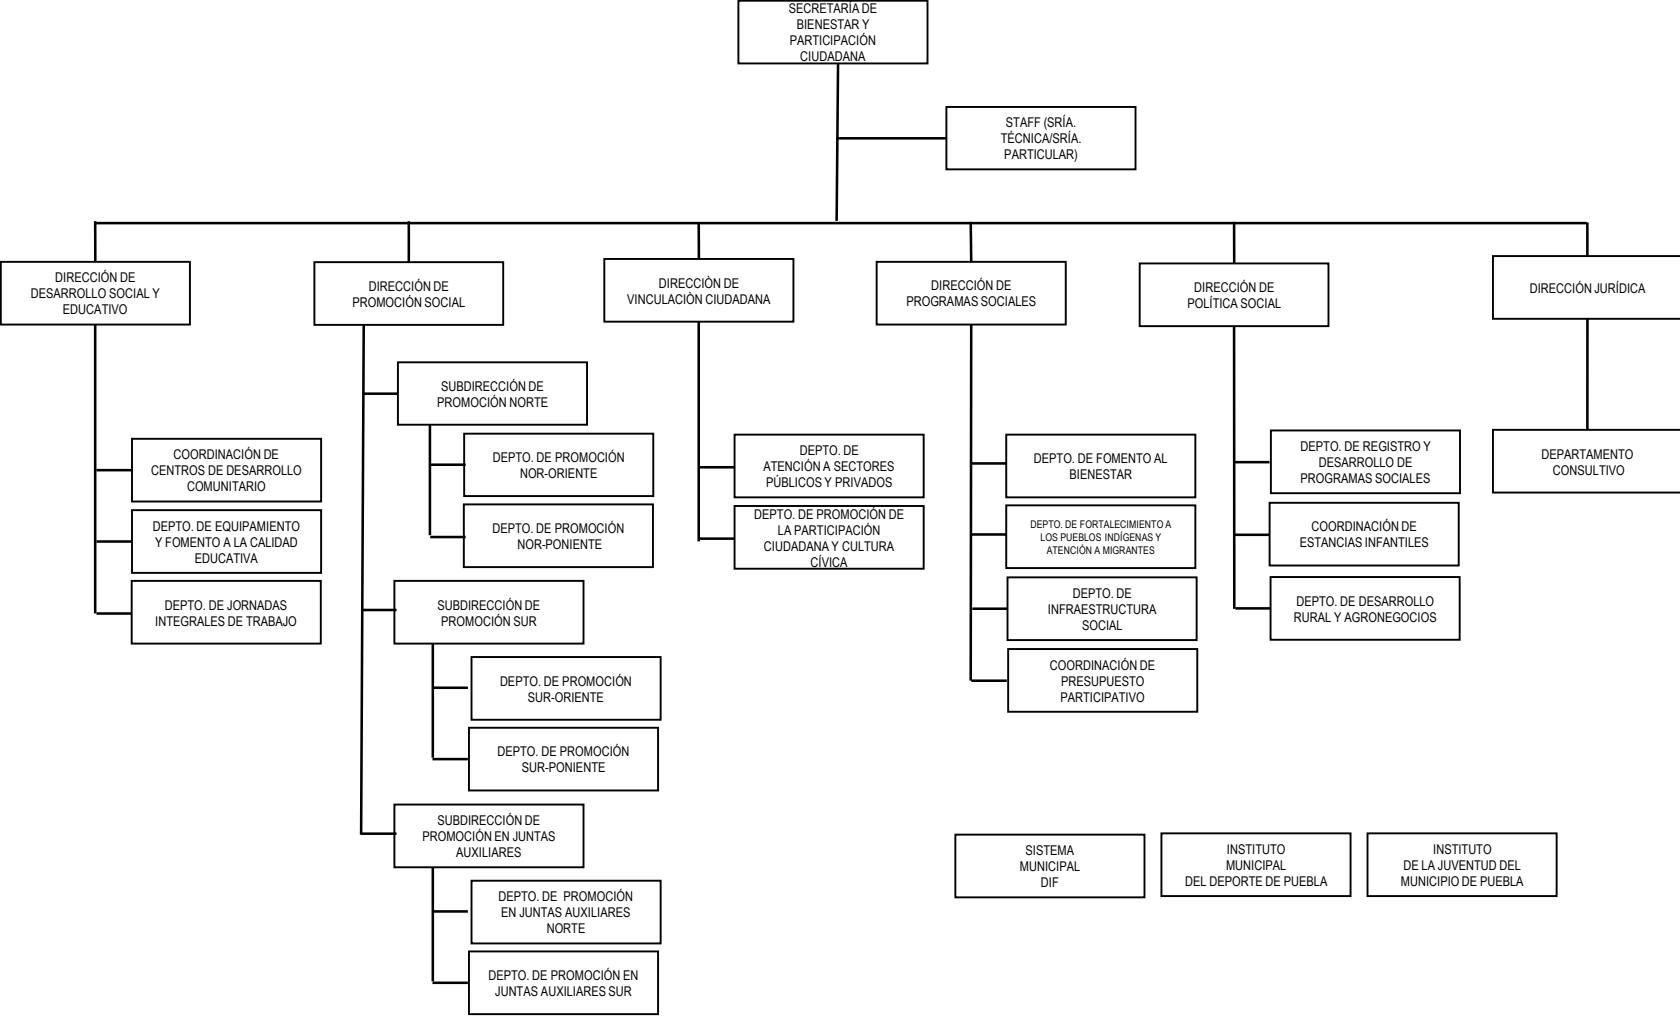 SECRETARÍA DE
BIENESTAR Y
PARTICIPACIÓN
CIUDADANA
STAFF (SRÍA.
TÉCNICA/SRÍA.
PARTICULAR)
DIRECCIÓN DE
DESARROLLO SOCIAL Y
EDUCATIVO
DIRECCIÓN DE
PROMOCIÓN SOCIAL
DIRECCIÒN DE
VINCULACIÒN CIUDADANA
DIRECCIÓN DE
PROGRAMAS SOCIALES
DIRECCIÓN DE
POLÍTICA SOCIAL
DIRECCIÓN JURÍDICA
COORDINACIÓN DE
CENTROS DE DESARROLLO
COMUNITARIO
DEPTO. DE EQUIPAMIENTO
Y FOMENTO A LA CALIDAD
EDUCATIVA
DEPTO. DE JORNADAS
INTEGRALES DE TRABAJO
SUBDIRECCIÓN DE
PROMOCIÓN NORTE
DEPTO. DE PROMOCIÓN
NOR-ORIENTE
DEPTO. DE PROMOCIÓN
NOR-PONIENTE
SUBDIRECCIÓN DE
PROMOCIÓN SUR
DEPTO. DE PROMOCIÓN
SUR-ORIENTE
DEPTO. DE PROMOCIÓN
SUR-PONIENTE
SUBDIRECCIÓN DE
PROMOCIÓN EN JUNTAS
AUXILIARES
DEPTO. DE PROMOCIÓN
EN JUNTAS AUXILIARES
NORTE
DEPTO. DE PROMOCIÓN EN
JUNTAS AUXILIARES SUR
DEPTO. DE
ATENCIÓN A SECTORES
PÚBLICOS Y PRIVADOS
DEPTO. DE PROMOCIÓN DE
LA PARTICIPACIÓN
CIUDADANA Y CULTURA
CÍVICA
DEPTO. DE FOMENTO AL
BIENESTAR
DEPTO. DE FORTALECIMIENTO A
LOS PUEBLOS INDÍGENAS Y
ATENCIÓN A MIGRANTES
DEPTO. DE
INFRAESTRUCTURA
SOCIAL
COORDINACIÓN DE
PRESUPUESTO
PARTICIPATIVO
DEPTO. DE REGISTRO Y
DESARROLLO DE
PROGRAMAS SOCIALES
COORDINACIÓN DE
ESTANCIAS INFANTILES
DEPTO. DE DESARROLLO
RURAL Y AGRONEGOCIOS
DEPARTAMENTO
CONSULTIVO
SISTEMA
MUNICIPAL
DIF
INSTITUTO
MUNICIPAL
DEL DEPORTE DE PUEBLA
INSTITUTO
DE LA JUVENTUD DEL
MUNICIPIO DE PUEBLA